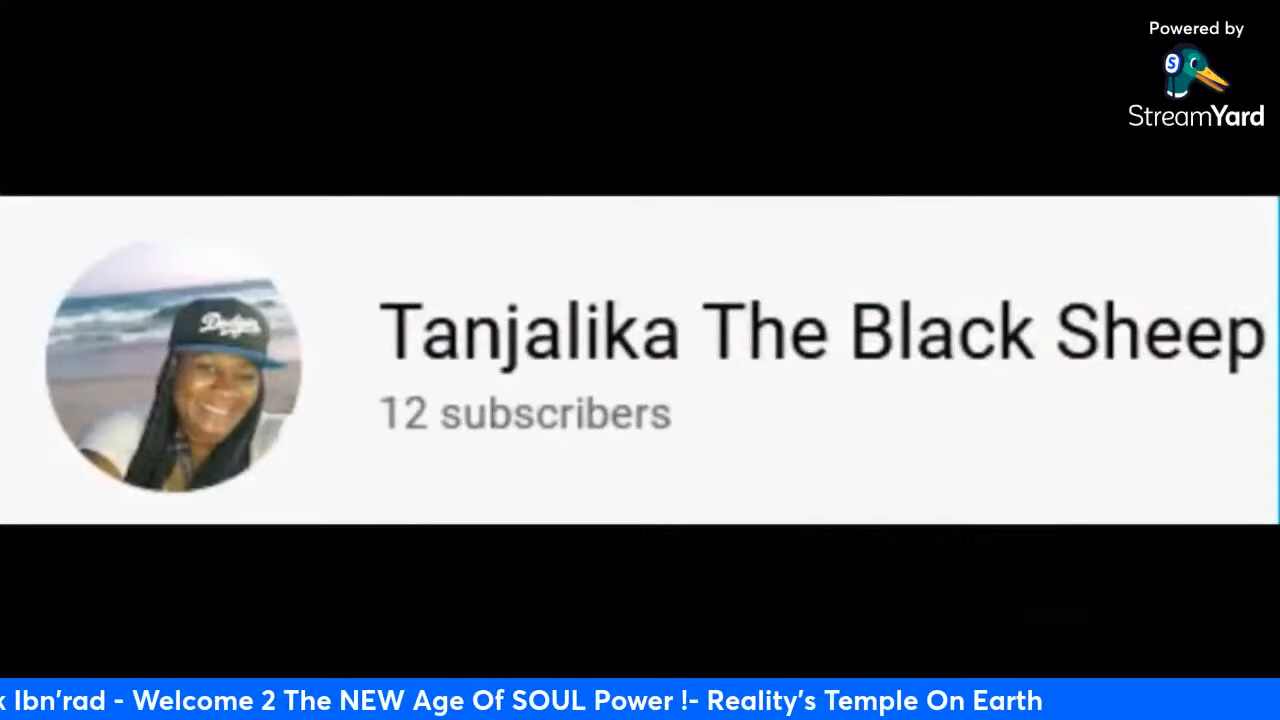 Powered by
StreamYard
Dodgers
Tanjalika The Black Sheep
12 subscribers
Ibn'rad - Welcome 2 The NEW Age Of SOUL Power !- Reality's Temple On Earth